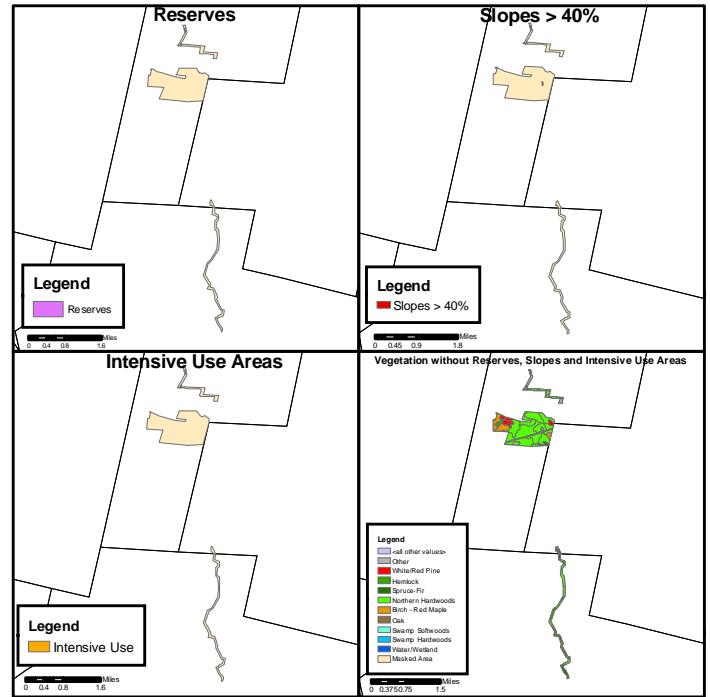 Reserves
Legend
Reserves
Miles
0 0.4 0.8 1.6
Slopes > 40%
Legend
Slopes > 40%
Miles
0 0.45 0.9 1.8
Intensive Use Areas
Legend
Intensive Use
Miles
0 0.4 0.8 1.6
Vegetation without Reserves, Slopes and Intensive Use Areas
Legend
<all other values>
Other
White/Red Pine
Hemlock
Spruce-Fir
Northern Hardwoods
Birch - Red Maple
Oak
Swamp Softwoods
Swamp Hardwoods
Water/Wetland
Masked Area
Miles
0 0.375 0.75 1.5